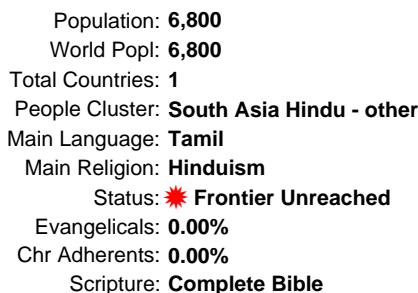 Population: 6,800
World Popl: 6,800
Total Countries: 1
People Cluster: South Asia Hindu - other
Main Language: Tamil
Main Religion: Hinduism
Status: Frontier Unreached
Evangelicals: 0.00%
Chr Adherents: 0.00%
Scripture: Complete Bible